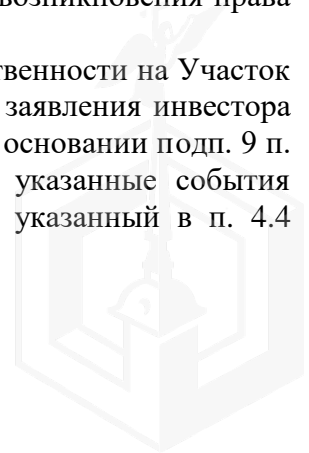 возникновения права
твенности на Участок
заявления инвестора
основании подп. 9 п.
указанные события
указанный в п. 4.4